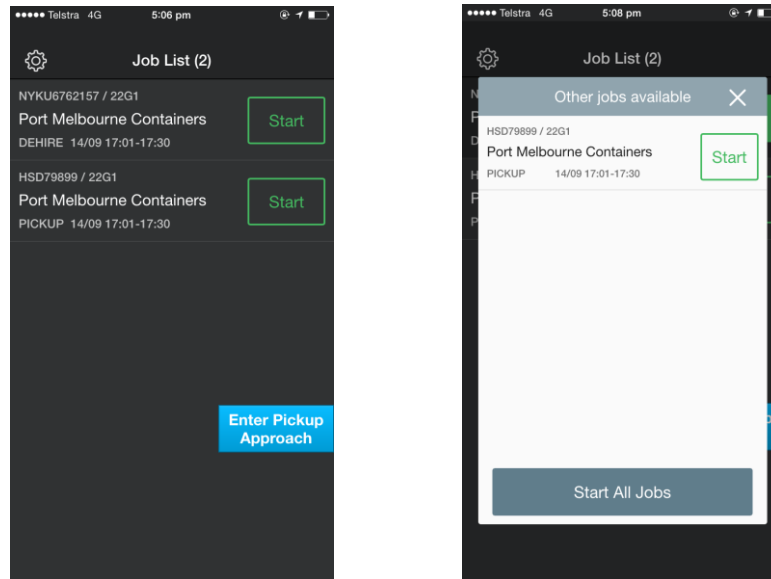 Telstra 4G 5:06 pm
Job List (2)
NYKU6762157 / 22G1
Port Melbourne Containers
DEHIRE 14/09 17:01-17:30
Start
HSD79899 / 22G1
Port Melbourne Containers
PICKUP 14/09 17:01-17:30
Start
Enter Pickup
Approach
Telstra 4G 5:08 pm
Job List (2)
Other jobs available
HSD79899 / 22G1
Port Melbourne Containers
PICKUP 14/09 17:01-17:30
Start
Start All Jobs